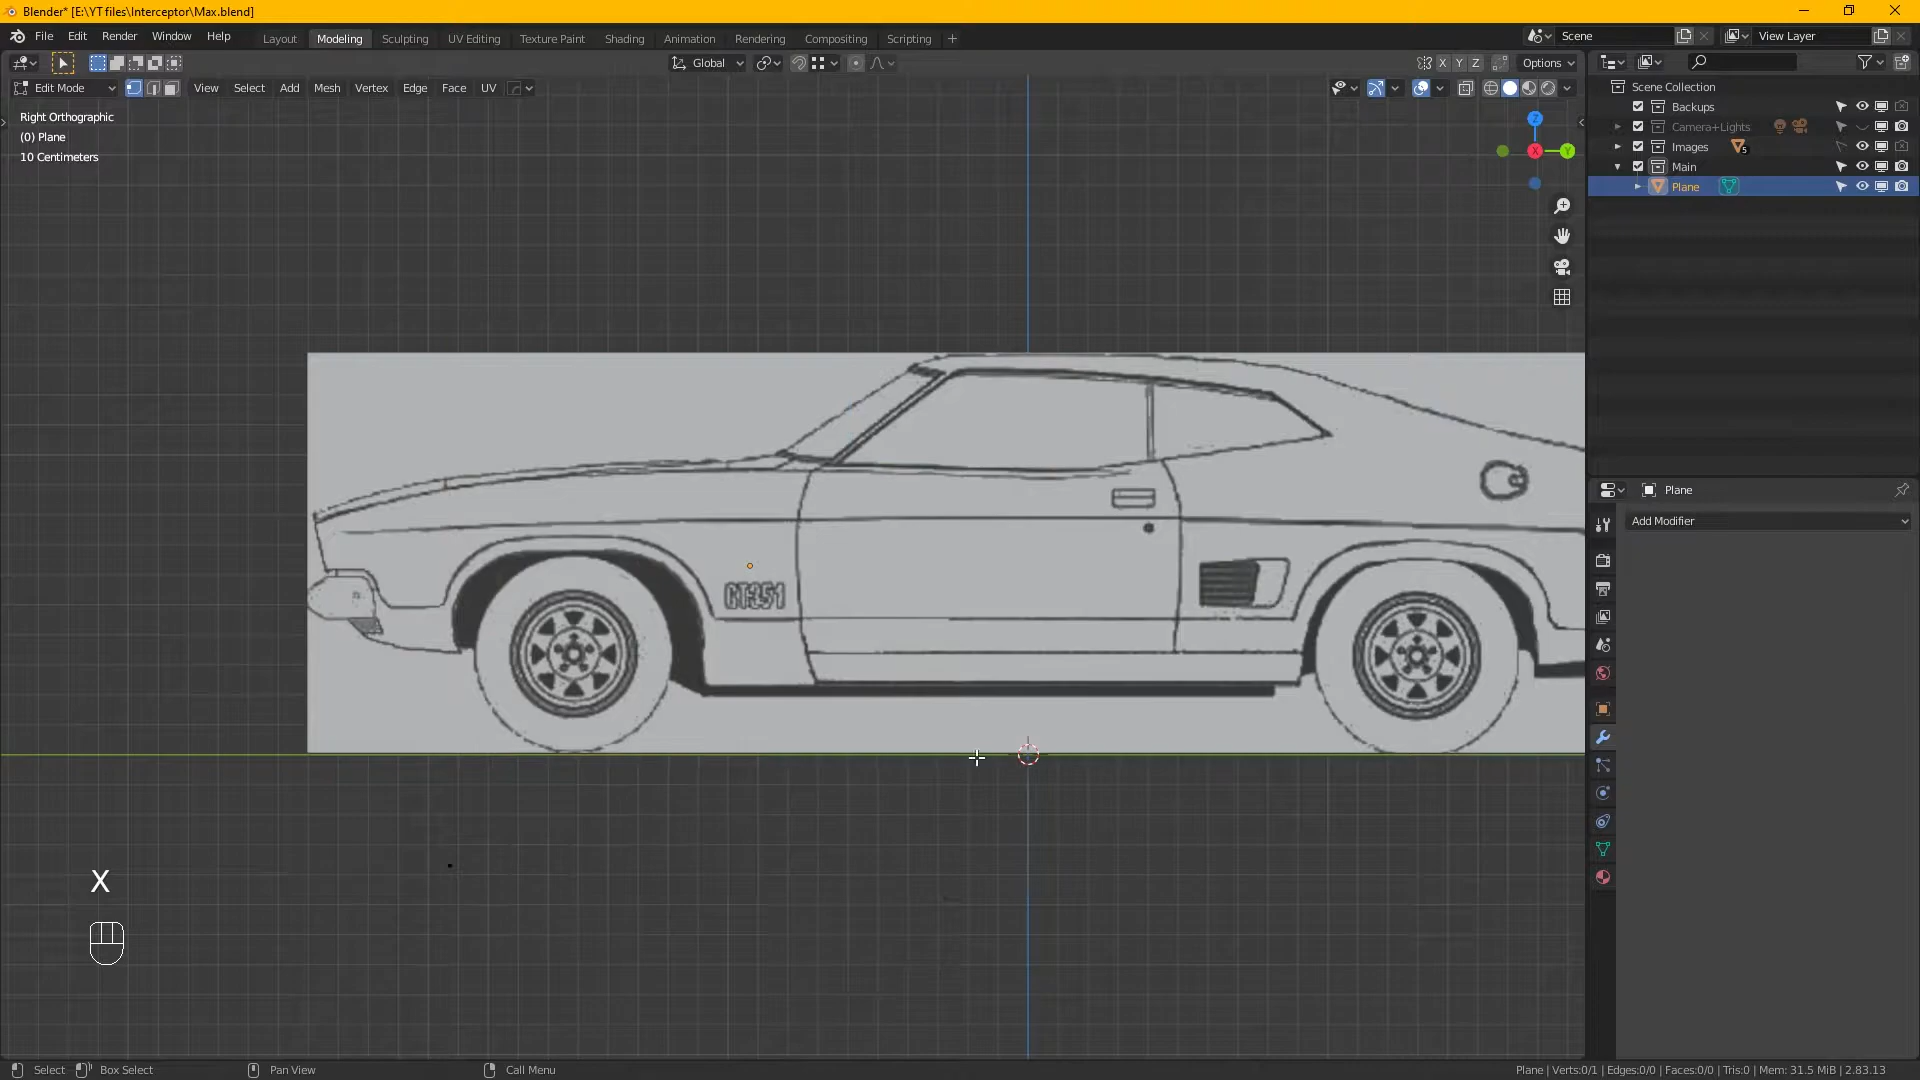 Blender* [E:\YT files\Interceptor\Max.blend]
File Edit Render Window Help Layout Modeling Sculpting UV Editing Texture Paint Shading Animation Rendering Compositing Scripting + Scene View Layer
Global X Y Z Options
Edit Mode View Select Add Mesh Vertex Edge Face UV
Right Orthographic
(0) Plane
10 Centimeters
Z
X
Y
Scene Collection
Backups
Camera+Lights
Images 5
Main
Plane
Plane
Add Modifier
GT351
X
Select Box Select Pan View Call Menu Plane | Verts:0/1 | Edges:0/0 | Faces:0/0 | Tris:0 | Mem: 31.5 MiB | 2.83.13